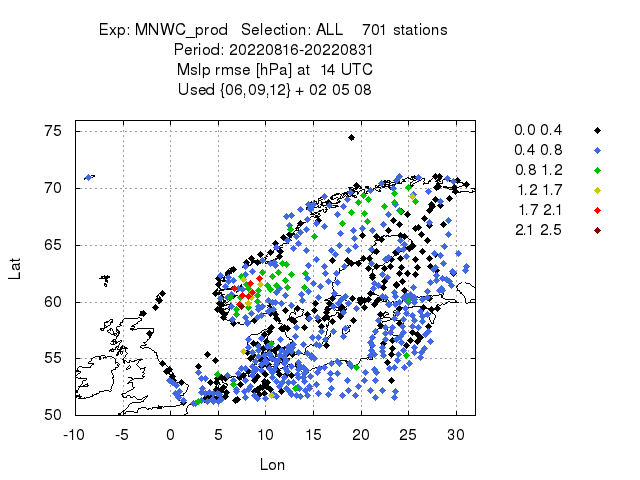 Exp: MNWC_prod   Selection: ALL    701 stations
Period: 20220816-20220831
Mslp rmse [hPa] at  14 UTC
Used {06,09,12} + 02 05 08
0.0 0.4
0.4 0.8
0.8 1.2
1.2 1.7
1.7 2.1
2.1 2.5
75
70
65
60
55
50
Lat
-10 -5 0 5 10 15 20 25 30
Lon